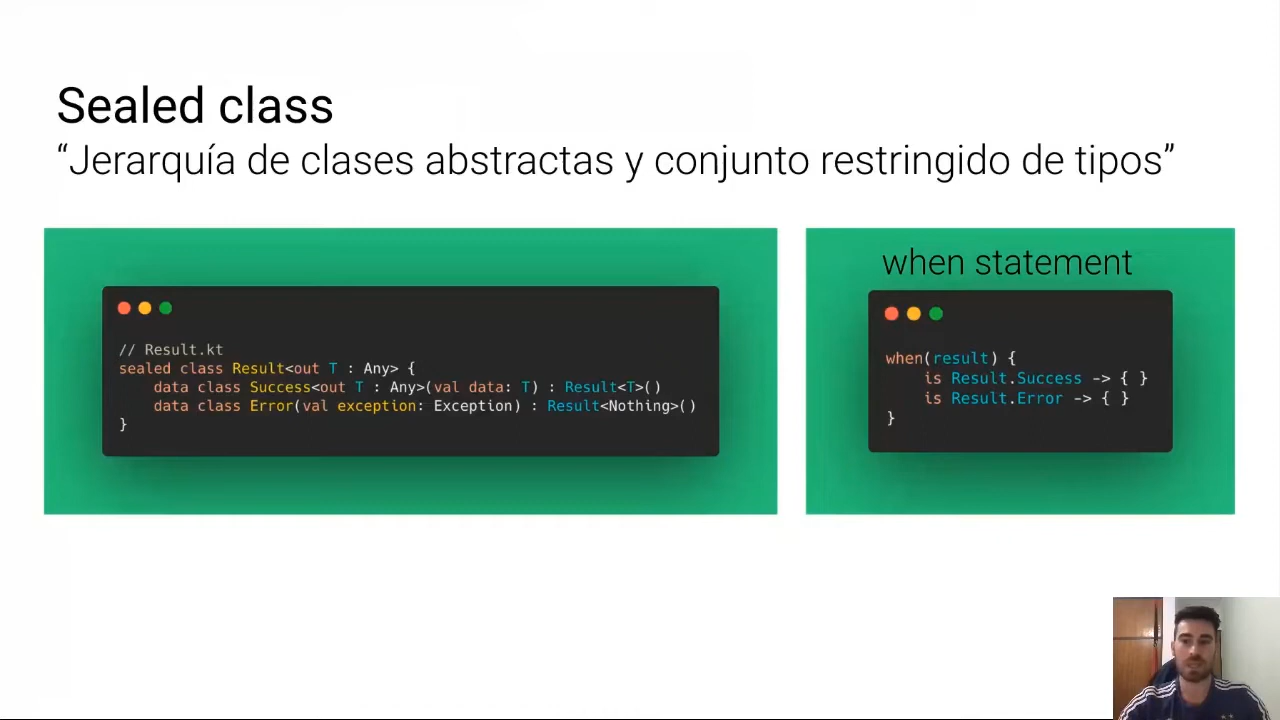 Sealed class
“Jerarquía de clases abstractas y conjunto restringido de tipos”
// Result.kt
sealed class Result<out T : Any> {
    data class Success<out T : Any>(val data: T) : Result<T>()
    data class Error(val exception: Exception) : Result<Nothing>()
}
when statement
when(result) {
    is Result.Success -> { }
    is Result.Error -> { }
}